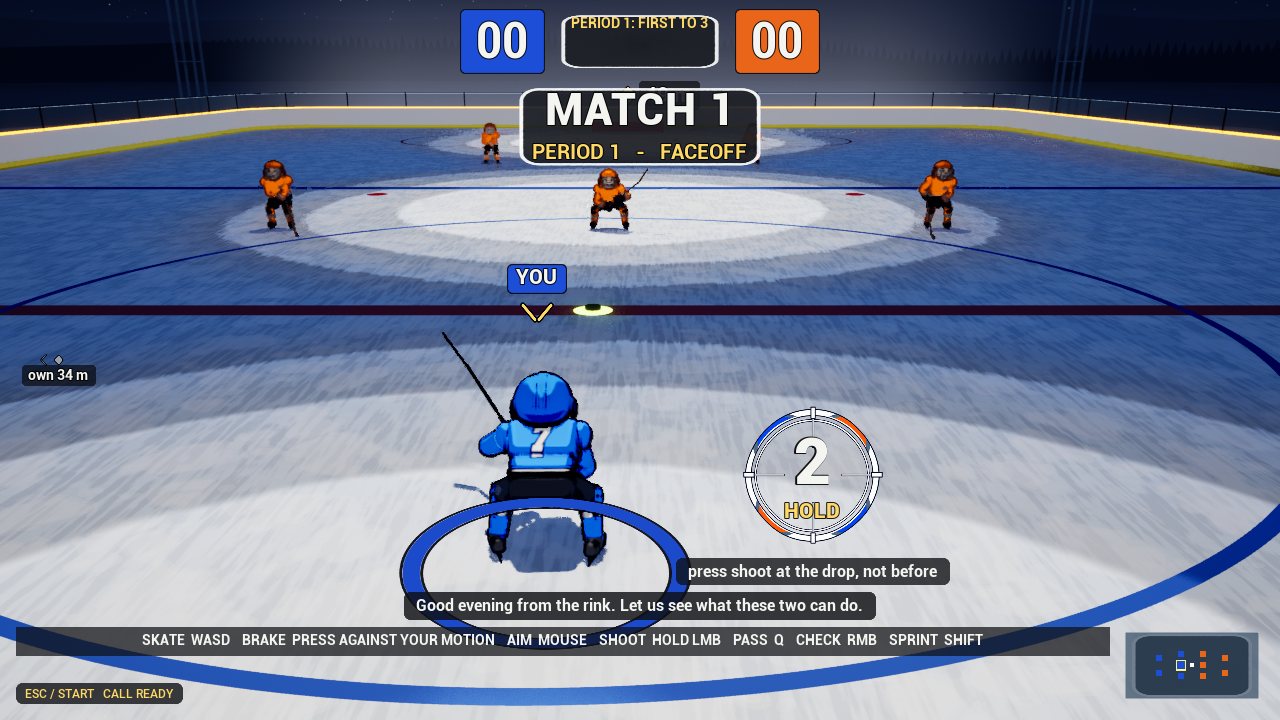 00
PERIOD 1: FIRST TO 3
00
MATCH 1
PERIOD 1 - FACEOFF
YOU
own 34 m
7
2
HOLD
press shoot at the drop, not before
Good evening from the rink. Let us see what these two can do.
SKATE WASD BRAKE PRESS AGAINST YOUR MOTION AIM MOUSE SHOOT HOLD LMB PASS Q CHECK RMB SPRINT SHIFT
ESC / START CALL READY